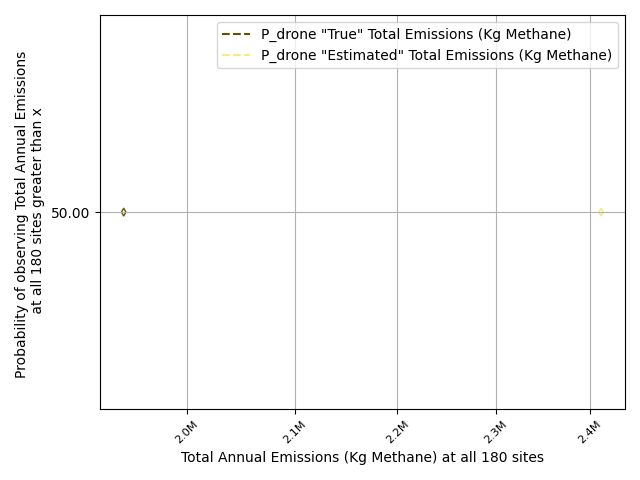 P_drone "True" Total Emissions (Kg Methane)
P_drone "Estimated" Total Emissions (Kg Methane)
Probability of observing Total Annual Emissions
at all 180 sites greater than x
50.00
2.0M
2.1M
2.2M
2.3M
2.4M
Total Annual Emissions (Kg Methane) at all 180 sites